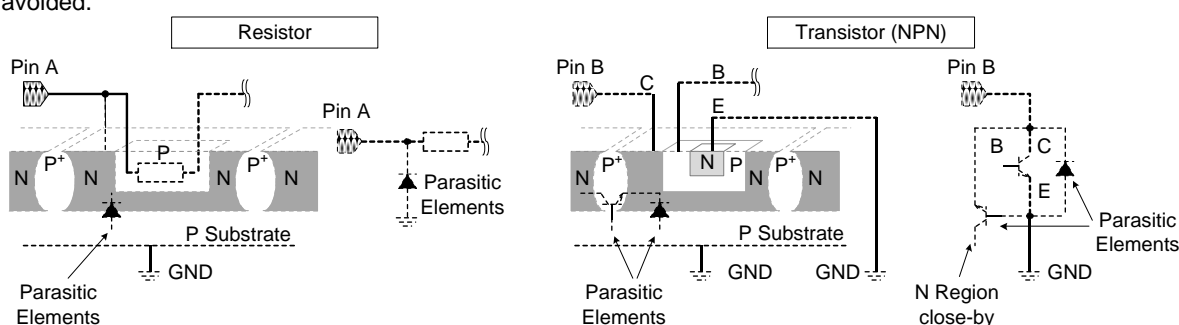 avoided.
Resistor
Transistor (NPN)
Pin A
Pin A
N P+ N P N P+ N
Parasitic
Elements
P Substrate
GND
Parasitic
Elements
Pin B
C
B
E
N P+ N N P N P+ N
P Substrate
GND
GND
Parasitic
Elements
Pin B
B
C
E
Parasitic
Elements
GND
N Region
close-by